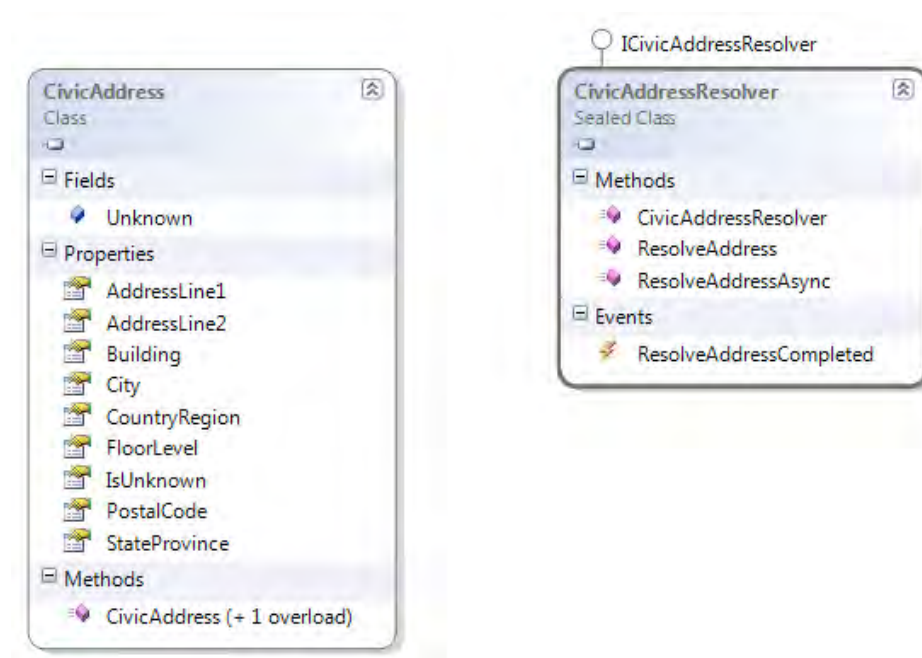 CivicAddress
Class
Fields
Unknown
Properties
AddressLine1
AddressLine2
Building
City
CountryRegion
FloorLevel
IsUnknown
PostalCode
StateProvince
Methods
CivicAddress (+ 1 overload)
ICivicAddressResolver
CivicAddressResolver
Sealed Class
Methods
CivicAddressResolver
ResolveAddress
ResolveAddressAsync
Events
ResolveAddressCompleted